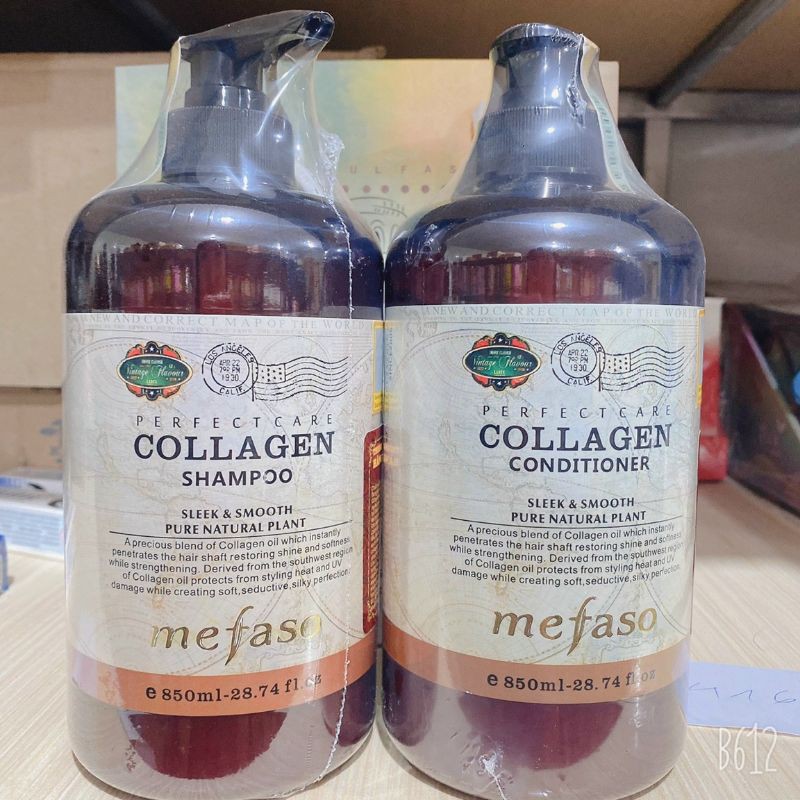 ULFAS
A NEW AND CORRECT MAP OF THE WORLD
Vintage Flavour
LOS ANGELES
APR 22
1930
CALIF.
PERFECT CARE
COLLAGEN
SHAMPOO
SLEEK & SMOOTH
PURE NATURAL PLANT
A precious blend of Collagen oil which instantly
penetrates the hair shaft restoring shine and softness
while strengthening. Derived from the southwest region
of Collagen oil protects from styling heat and UV
damage while creating soft,seductive,silky perfection.
mefaso
e 850ml-28.74 fl.oz
NEW AND CORRECT MAP OF THE WORLD
Vintage Flavour
LOS ANGELES
APR 22
1930
CALIF.
PERFECT CARE
COLLAGEN
CONDITIONER
SLEEK & SMOOTH
PURE NATURAL PLANT
A precious blend of Collagen oil which instantly
penetrates the hair shaft restoring shine and softness
while strengthening. Derived from the southwest region
of Collagen oil protects from styling heat and UV
damage while creating soft,seductive,silky perfection.
mefaso
e 850ml-28.74 fl.oz
B612